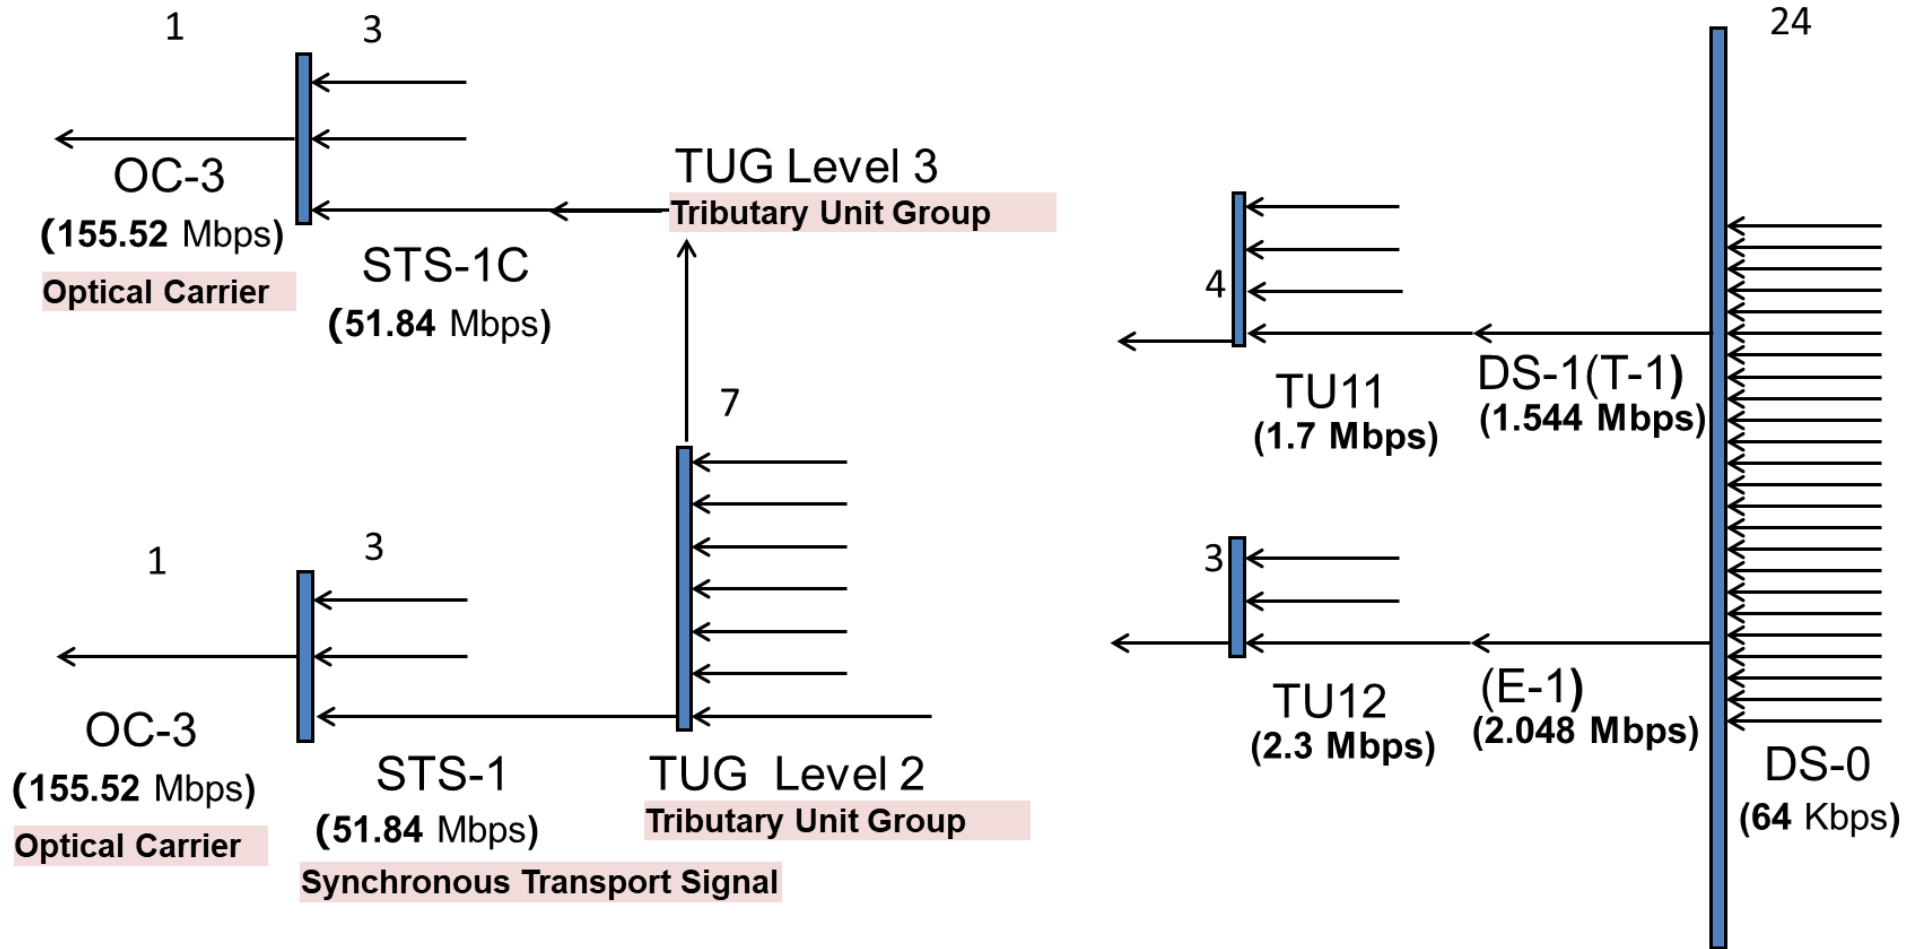 1
3
OC-3
(155.52 Mbps)
Optical Carrier
STS-1C
(51.84 Mbps)
TUG Level 3
Tributary Unit Group
7
1
3
OC-3
(155.52 Mbps)
Optical Carrier
STS-1
(51.84 Mbps)
Synchronous Transport Signal
TUG Level 2
Tributary Unit Group
4
TU11
(1.7 Mbps)
DS-1(T-1)
(1.544 Mbps)
3
TU12
(2.3 Mbps)
(E-1)
(2.048 Mbps)
24
DS-0
(64 Kbps)